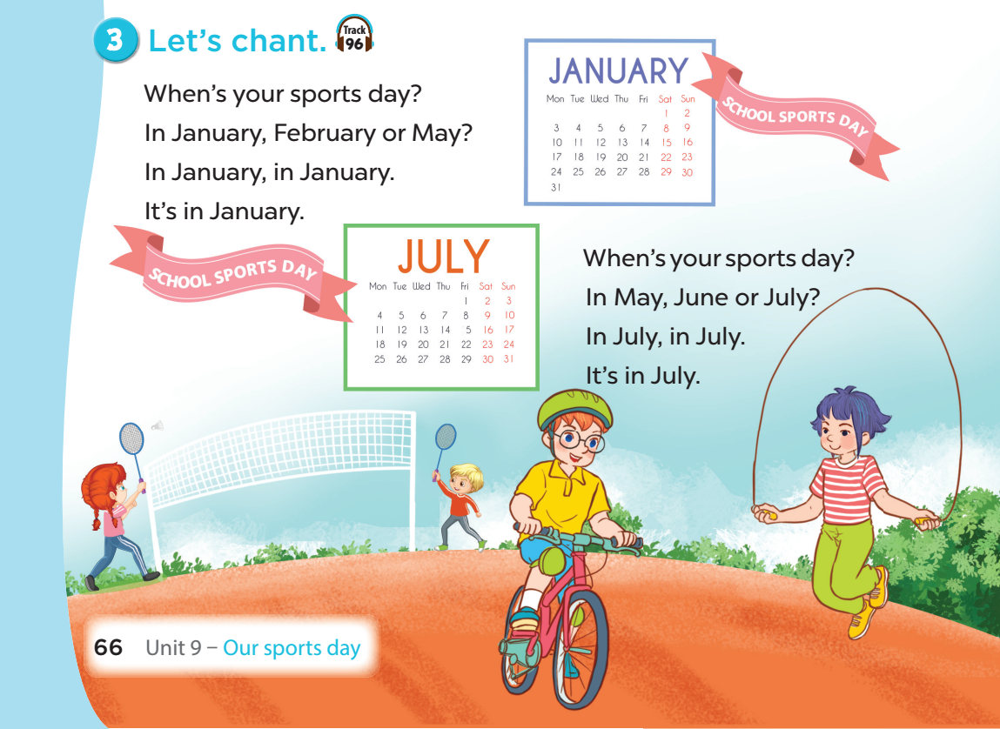 3 Let's chant. Track 96
When's your sports day?
In January, February or May?
In January, in January.
It's in January.
JANUARY
Mon Tue Wed Thu Fri Sat Sun
1 2
3 4 5 6 7 8 9
10 11 12 13 14 15 16
17 18 19 20 21 22 23
24 25 26 27 28 29 30
31
SCHOOL SPORTS DAY
SCHOOL SPORTS DAY
JULY
Mon Tue Wed Thu Fri Sat Sun
1 2 3
4 5 6 7 8 9 10
11 12 13 14 5 16 17
18 19 20 21 22 23 24
25 26 27 28 29 30 31
When's your sports day?
In May, June or July?
In July, in July.
It's in July.
66 Unit 9 – Our sports day